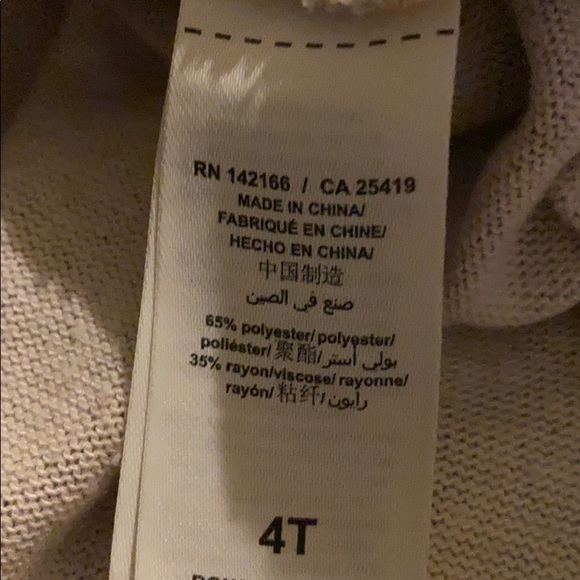 RN 142166 / CA 25419
MADE IN CHINA/
FABRIQUÉ EN CHINE/
HECHO EN CHINA/
中国制造
صنع في الصين
65% polyester/polyester/
poliéster/聚酯/بولي أستر/
35% rayon/viscose/rayonne/
rayón/粘纤/رايون
4T